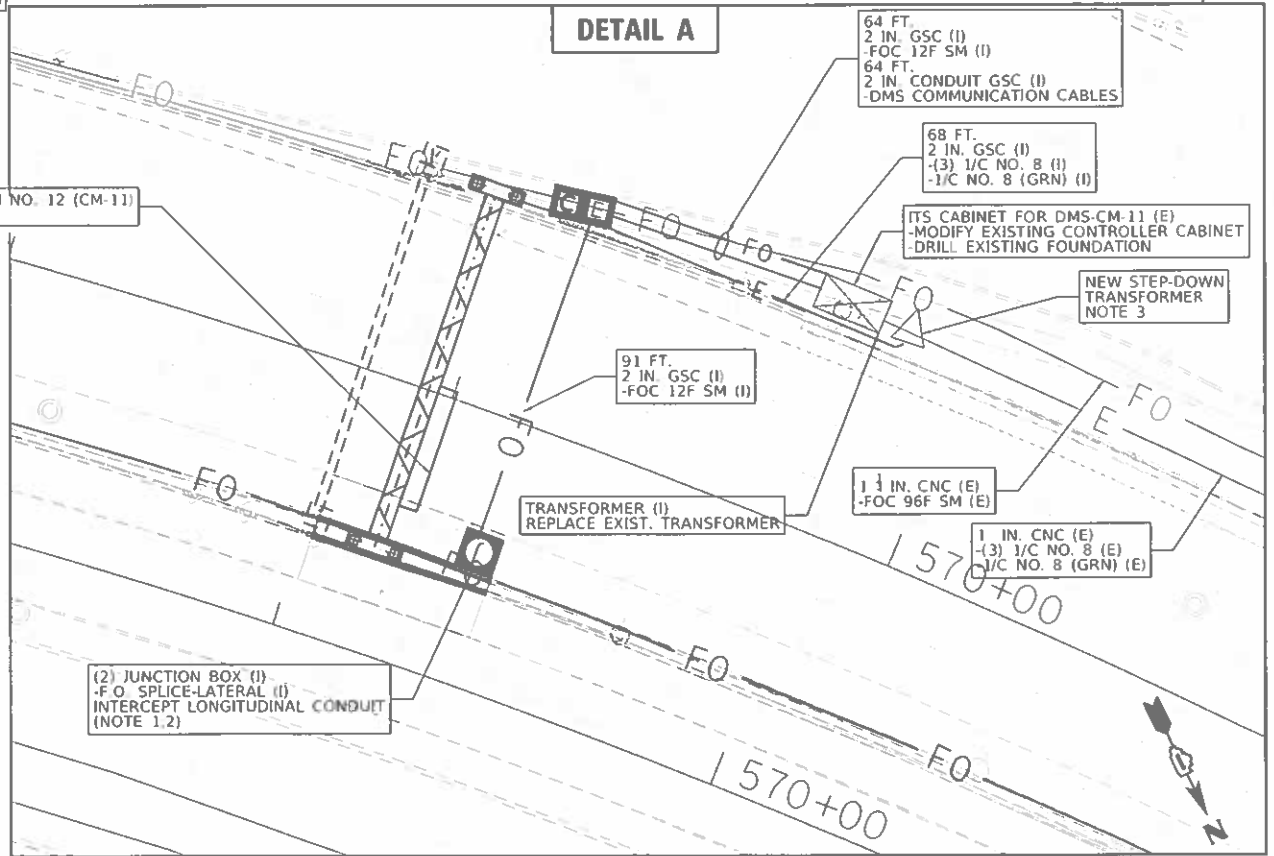 DETAIL A
64 FT.
2 IN. GSC (I)
-FOC 12F SM (I)
64 FT.
2 IN. CONDUIT GSC (I)
-DMS COMMUNICATION CABLES
68 FT.
2 IN. GSC (I)
-(3) 1/C NO. 8 (I)
-1/C NO. 8 (GRN) (I)
NO. 12 (CM-11)
ITS CABINET FOR DMS-CM-11 (E)
-MODIFY EXISTING CONTROLLER CABINET
-DRILL EXISTING FOUNDATION
NEW STEP-DOWN
TRANSFORMER
NOTE 3
91 FT.
2 IN. GSC (I)
-FOC 12F SM (I)
TRANSFORMER (I)
REPLACE EXIST. TRANSFORMER
IN. CNC (E)
-FOC 96F SM (E)
1 IN. CNC (E)
-(3) 1/C NO. 8 (E)
-1/C NO. 8 (GRN) (E)
(2) JUNCTION BOX (I)
-F.O. SPLICE-LATERAL (I)
INTERCEPT LONGITUDINAL CONDUIT
(NOTE 1,2)
FO
FO
C E
FO
FO
E
FO
FO
E
FO
FO
FO
FO
570+00
570+00
N